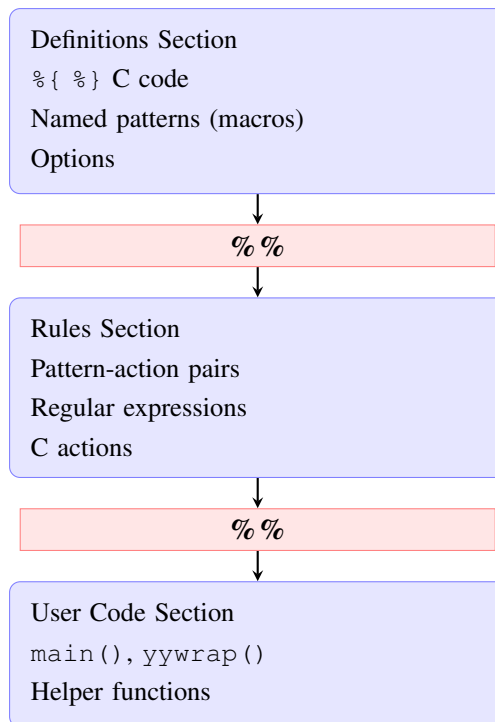 Definitions Section
%{ %} C code
Named patterns (macros)
Options
%%
Rules Section
Pattern-action pairs
Regular expressions
C actions
%%
User Code Section
main(), yywrap()
Helper functions